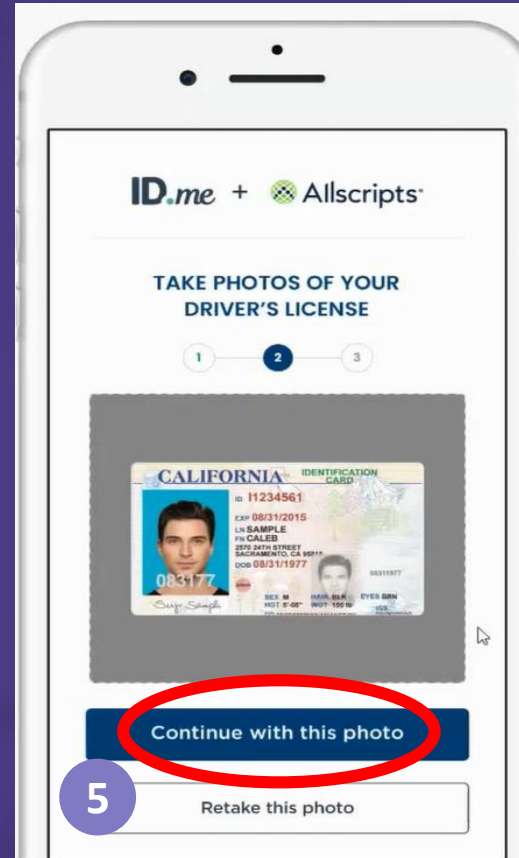 ID.me + Allscripts
TAKE PHOTOS OF YOUR
DRIVER'S LICENSE
1 2 3
CALIFORNIA IDENTIFICATION
CARD
ID I1234561
EXP 08/31/2015
LN SAMPLE
FN CALEB
2570 24TH STREET
SACRAMENTO, CA 95818
DOB 08/31/1977
083177
08311977
SEX M HAIR BLK EYES BRN
HGT 5'-08" WGT 150 lb
Continue with this photo
5
Retake this photo